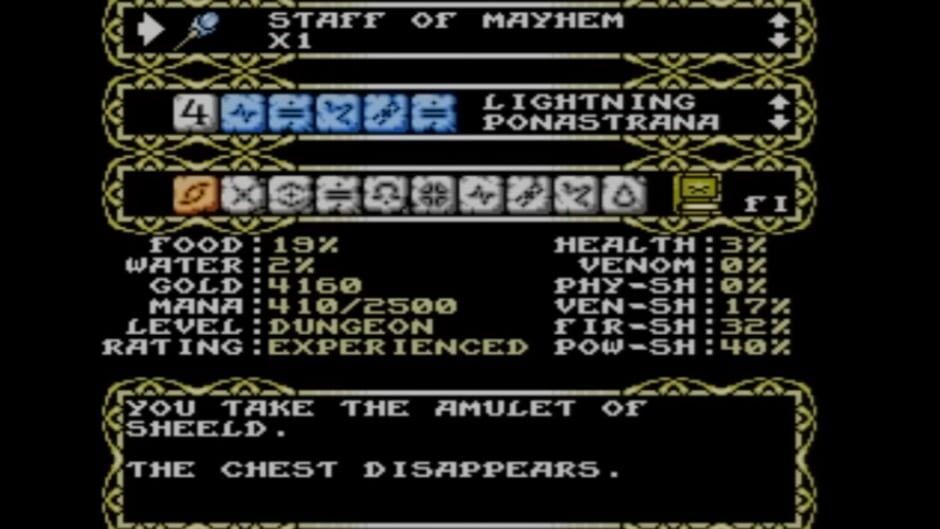 STAFF OF MAYHEM
X1
4 LIGHTNING
PONASTRANA
FI
FOOD:19% HEALTH:3%
WATER:2% VENOM:0%
GOLD:4160 PHY-SH:0%
MANA:410/2500 VEN-SH:17%
LEVEL:DUNGEON FIR-SH:32%
RATING:EXPERIENCED POW-SH:40%
YOU TAKE THE AMULET OF
SHEELD.
THE CHEST DISAPPEARS.